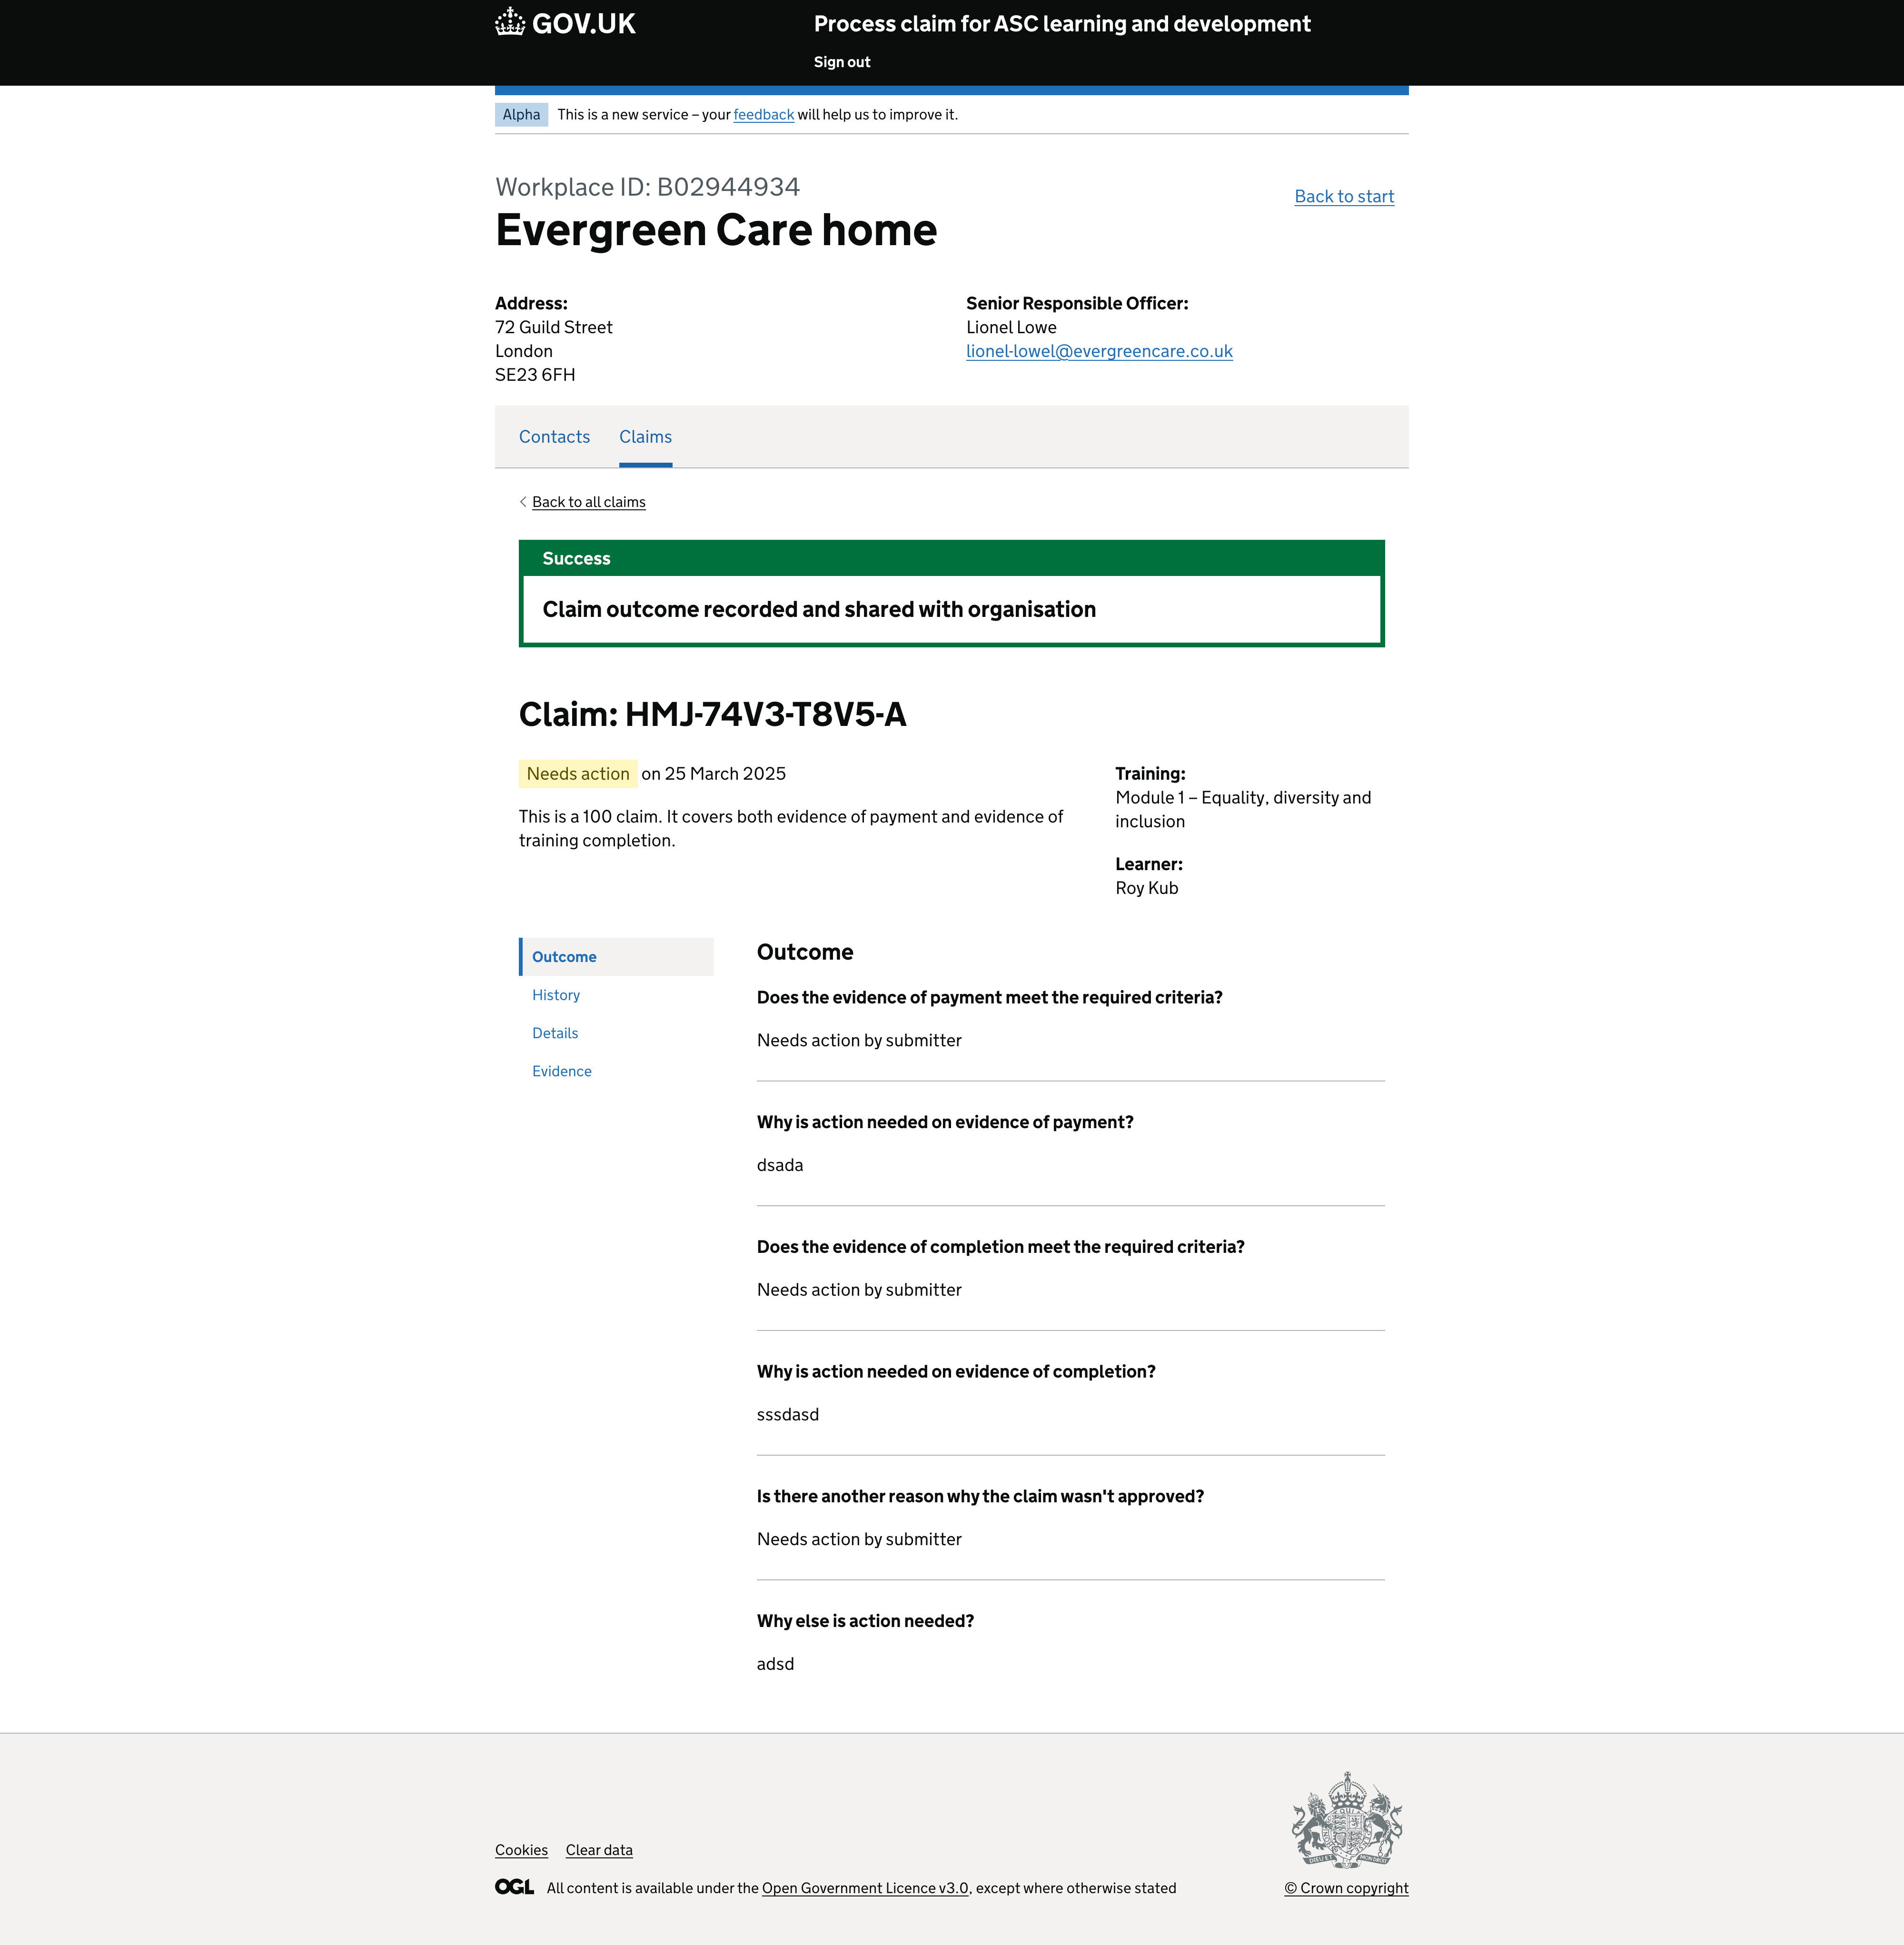 GOV.UK
Process claim for ASC learning and development
Sign out
Alpha
This is a new service – your feedback will help us to improve it.
Workplace ID: B02944934
Back to start
Evergreen Care home
Address:
72 Guild Street
London
SE23 6FH
Senior Responsible Officer:
Lionel Lowe
lionel-lowel@evergreencare.co.uk
Contacts
Claims
Back to all claims
Success
Claim outcome recorded and shared with organisation
Claim: HMJ-74V3-T8V5-A
Needs action on 25 March 2025
This is a 100 claim. It covers both evidence of payment and evidence of
training completion.
Training:
Module 1 – Equality, diversity and
inclusion
Learner:
Roy Kub
Outcome
History
Details
Evidence
Outcome
Does the evidence of payment meet the required criteria?
Needs action by submitter
Why is action needed on evidence of payment?
dsada
Does the evidence of completion meet the required criteria?
Needs action by submitter
Why is action needed on evidence of completion?
sssdasd
Is there another reason why the claim wasn't approved?
Needs action by submitter
Why else is action needed?
adsd
Cookies
Clear data
OGL
All content is available under the Open Government Licence v3.0, except where otherwise stated
© Crown copyright